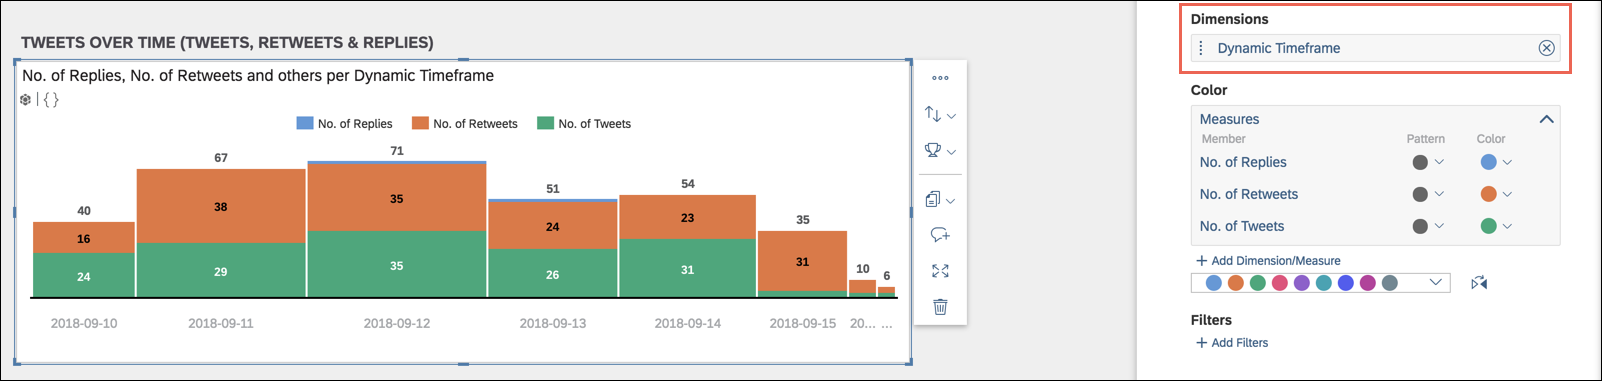 TWEETS OVER TIME (TWEETS, RETWEETS & REPLIES)
No. of Replies, No. of Retweets and others per Dynamic Timeframe
| { }
No. of Replies No. of Retweets No. of Tweets
40 67 71 51 54 35 10 6
16 38 35 24 23 31
24 29 35 26 31
2018-09-10 2018-09-11 2018-09-12 2018-09-13 2018-09-14 2018-09-15 20... ...
Dimensions
Dynamic Timeframe
Color
Measures
Member Pattern Color
No. of Replies
No. of Retweets
No. of Tweets
+ Add Dimension/Measure
Filters
+ Add Filters